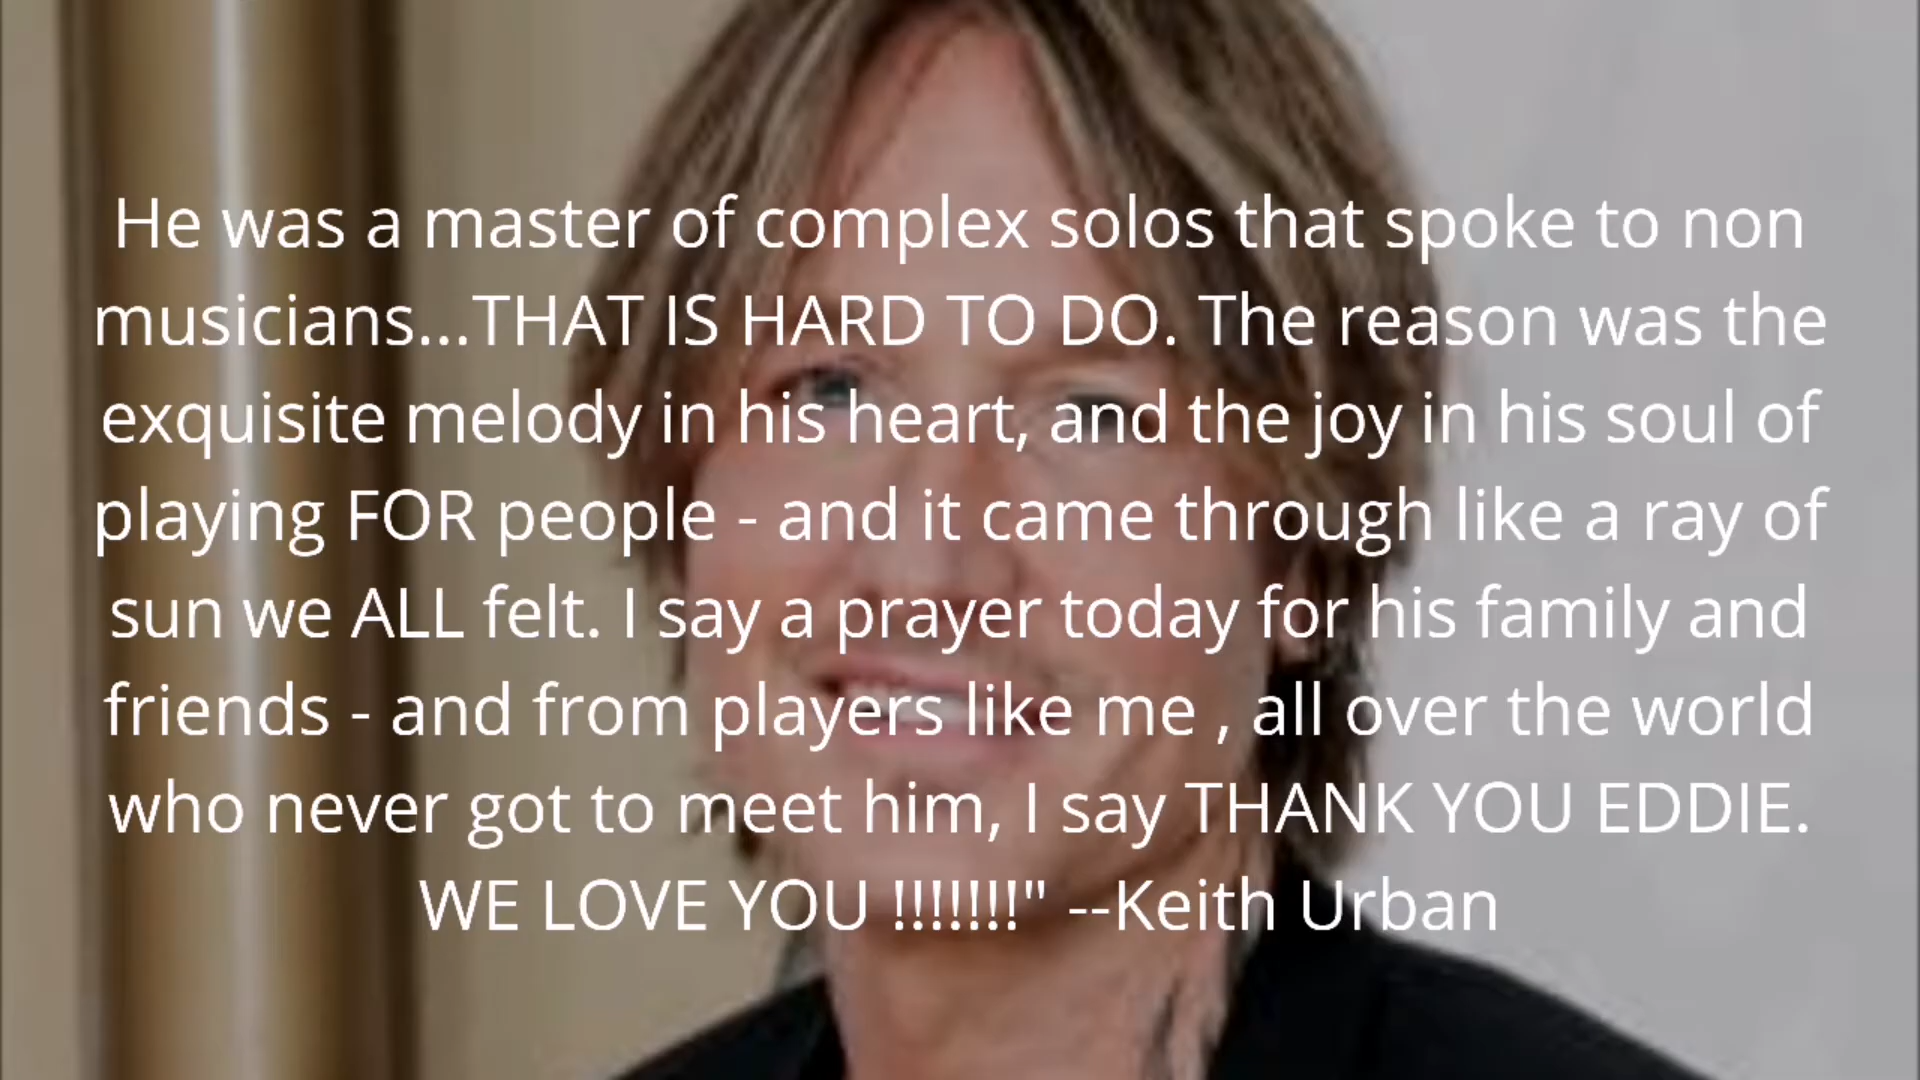 He was a master of complex solos that spoke to non
musicians...THAT IS HARD TO DO. The reason was the
exquisite melody in his heart, and the joy in his soul of
playing FOR people - and it came through like a ray of
sun we ALL felt. I say a prayer today for his family and
friends - and from players like me , all over the world
who never got to meet him, I say THANK YOU EDDIE.
WE LOVE YOU !!!!!!!" --Keith Urban